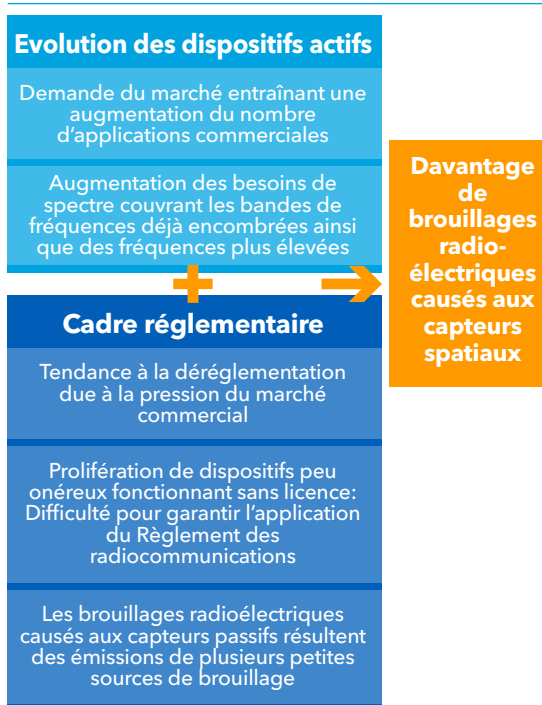 Evolution des dispositifs actifs
Demande du marché entraînant une
augmentation du nombre
d'applications commerciales
Augmentation des besoins de
spectre couvrant les bandes de
fréquences déjà encombrées ainsi
que des fréquences plus élevées
+
Cadre réglementaire
Tendance à la déréglementation
due à la pression du marché
commercial
Prolifération de dispositifs peu
onéreux fonctionnant sans licence:
Difficulté pour garantir l'application
du Règlement des
radiocommunications
Les brouillages radioélectriques
causés aux capteurs passifs résultent
des émissions de plusieurs petites
sources de brouillage
Davantage
de
brouillages
radio-
électriques
causés aux
capteurs
spatiaux